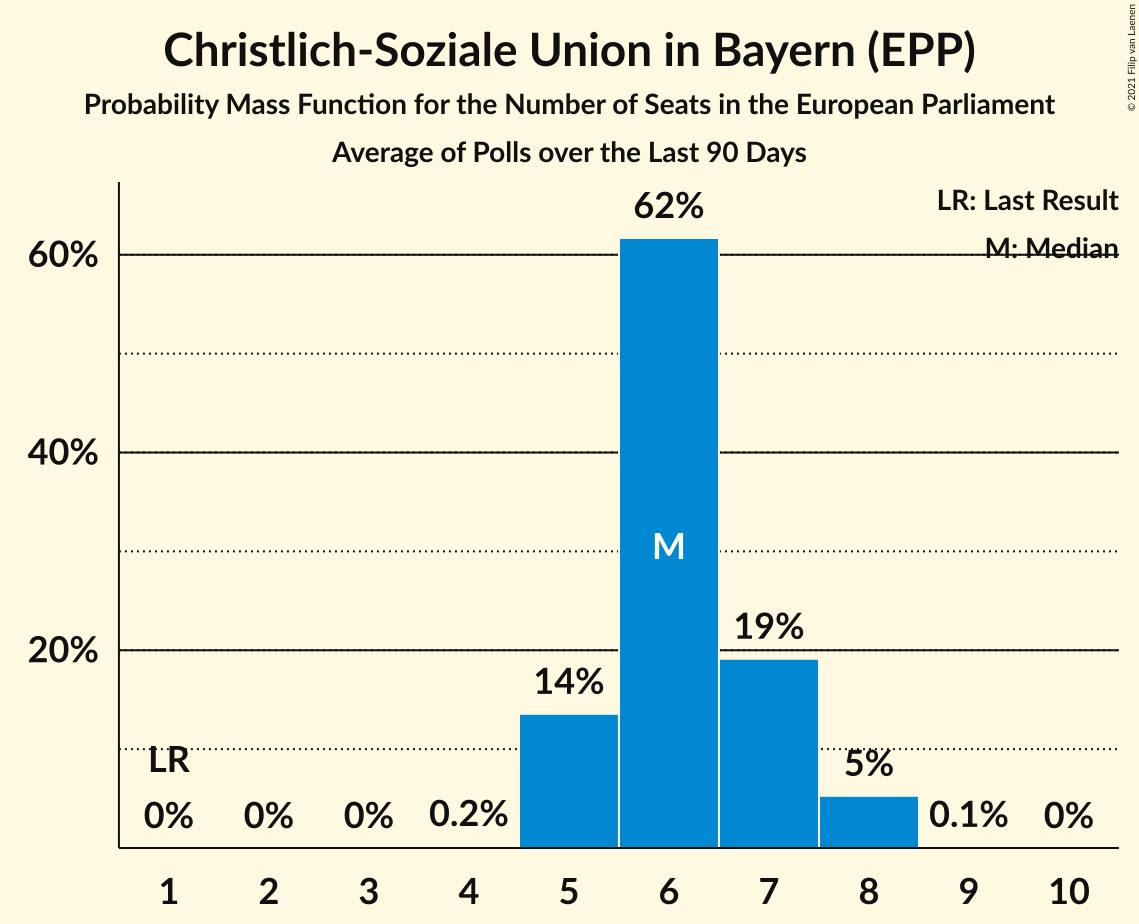 Christlich-Soziale Union in Bayern (EPP)
Probability Mass Function for the Number of Seats in the European Parliament
Average of Polls over the Last 90 Days
© 2021 Filip van Laenen
LR: Last Result
M: Median
62%
60%
40%
M
20%
19%
14%
LR
5%
0% 0% 0% 0.2% 0.1% 0%
1 2 3 4 5 6 7 8 9 10